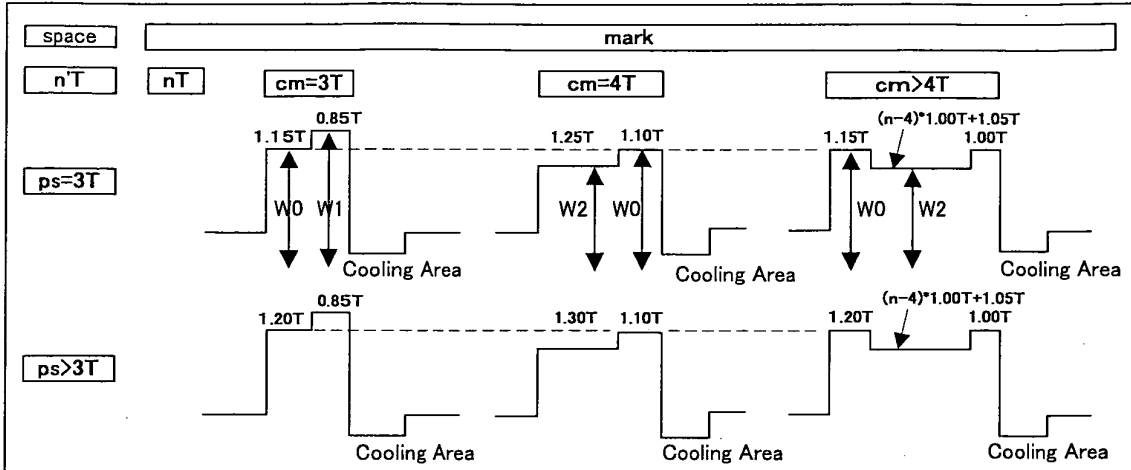 space
mark
n'T
nT
cm=3T
cm=4T
cm>4T
ps=3T
1.15T
0.85T
W0
W1
Cooling Area
1.25T
1.10T
W2
W0
Cooling Area
(n-4)*1.00T+1.05T
1.15T
1.00T
W0
W2
Cooling Area
ps>3T
1.20T
0.85T
Cooling Area
1.30T
1.10T
Cooling Area
(n-4)*1.00T+1.05T
1.20T
1.00T
Cooling Area